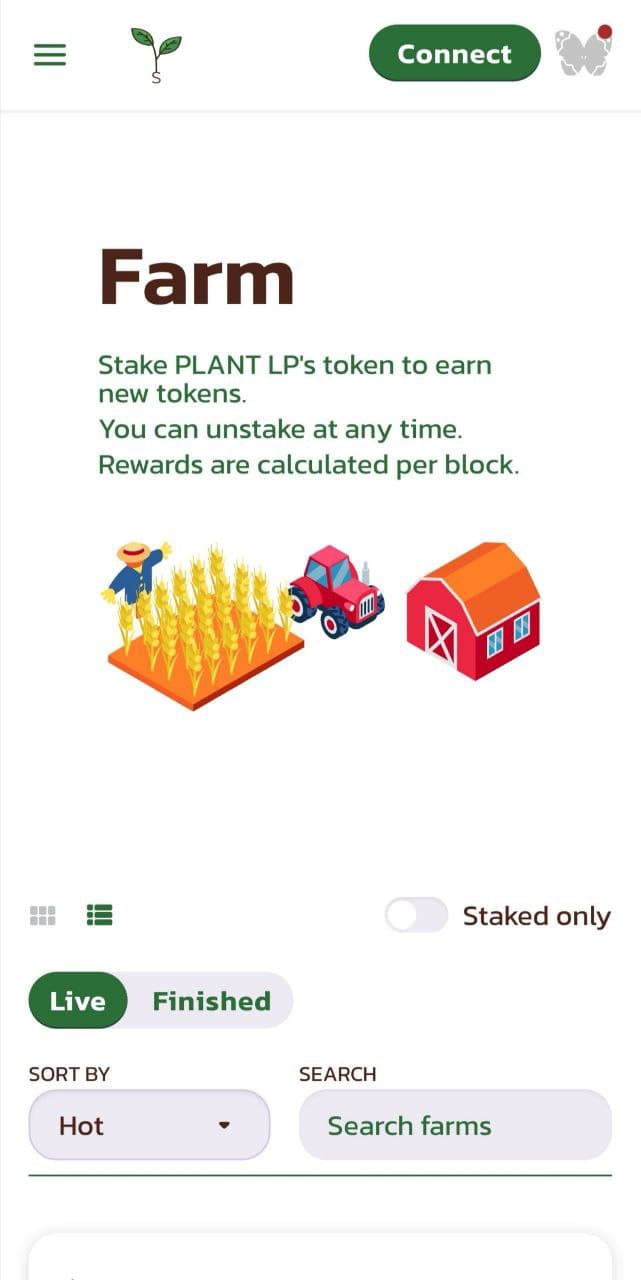 S
Connect
Farm
Stake PLANT LP's token to earn
new tokens.
You can unstake at any time.
Rewards are calculated per block.
Staked only
Live
Finished
SORT BY
SEARCH
Hot
Search farms